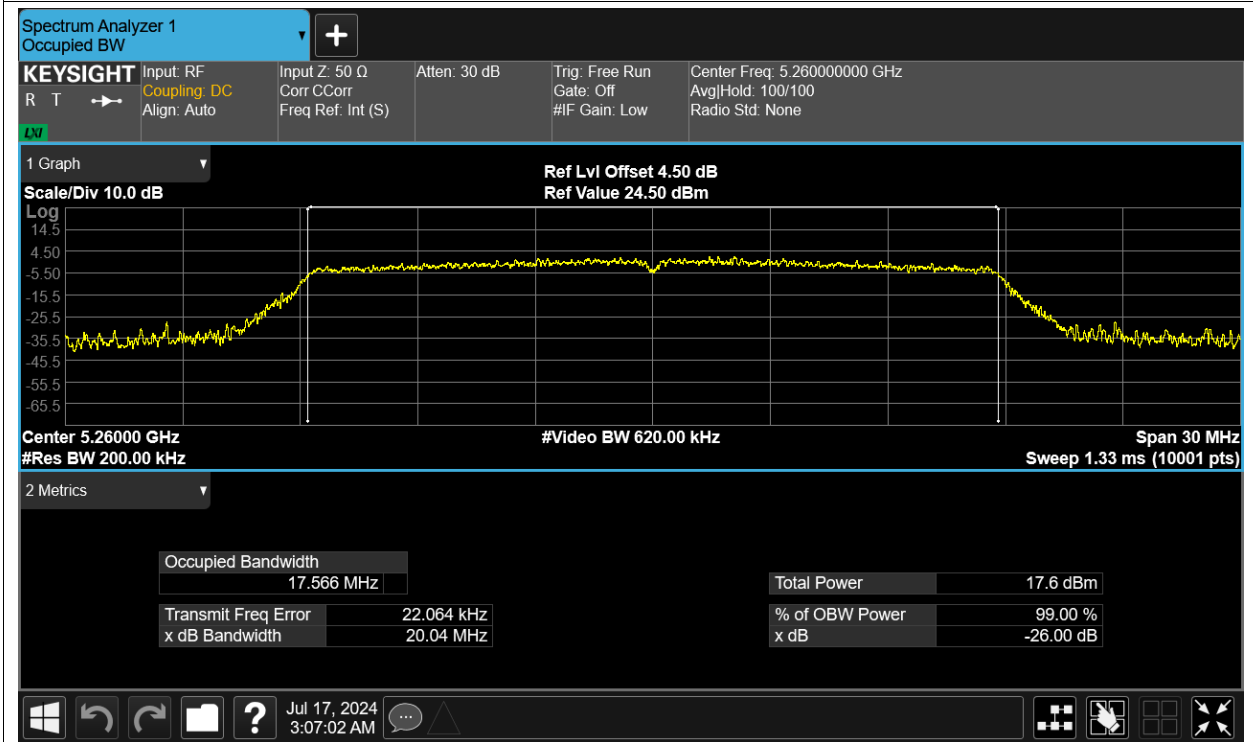 Spectrum Analyzer 1
Occupied BW
KEYSIGHT
R T
LXI
Input: RF
Coupling: DC
Align: Auto
Input Z: 50 Ω
Corr CCorr
Freq Ref: Int (S)
Atten: 30 dB
Trig: Free Run
Gate: Off
#IF Gain: Low
Center Freq: 5.260000000 GHz
Avg|Hold: 100/100
Radio Std: None
1 Graph
Scale/Div 10.0 dB
Ref Lvl Offset 4.50 dB
Ref Value 24.50 dBm
Log
14.5
4.50
-5.50
-15.5
-25.5
-35.5
-45.5
-55.5
-65.5
Center 5.26000 GHz
#Video BW 620.00 kHz
Span 30 MHz
#Res BW 200.00 kHz
Sweep 1.33 ms (10001 pts)
2 Metrics
Occupied Bandwidth
17.566 MHz
Total Power 17.6 dBm
Transmit Freq Error 22.064 kHz
% of OBW Power 99.00 %
x dB Bandwidth 20.04 MHz
x dB -26.00 dB
?
Jul 17, 2024
3:07:02 AM